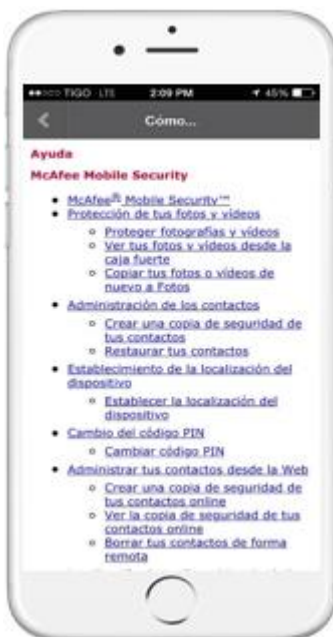 TIGO LTE 2:09 PM 45%
Cómo...
Ayuda
McAfee Mobile Security
McAfee® Mobile Security™
Protección de tus fotos y vídeos
Proteger fotografías y vídeos
Ver tus fotos y vídeos desde la
caja fuerte
Copiar tus fotos o vídeos de
nuevo a Fotos
Administración de los contactos
Crear una copia de seguridad de
tus contactos
Restaurar tus contactos
Establecimiento de la localización del
dispositivo
Establecer la localización del
dispositivo
Cambio del código PIN
Cambiar código PIN
Administrar tus contactos desde la Web
Crear una copia de seguridad de
tus contactos online
Ver la copia de seguridad de tus
contactos online
Borrar tus contactos de forma
remota